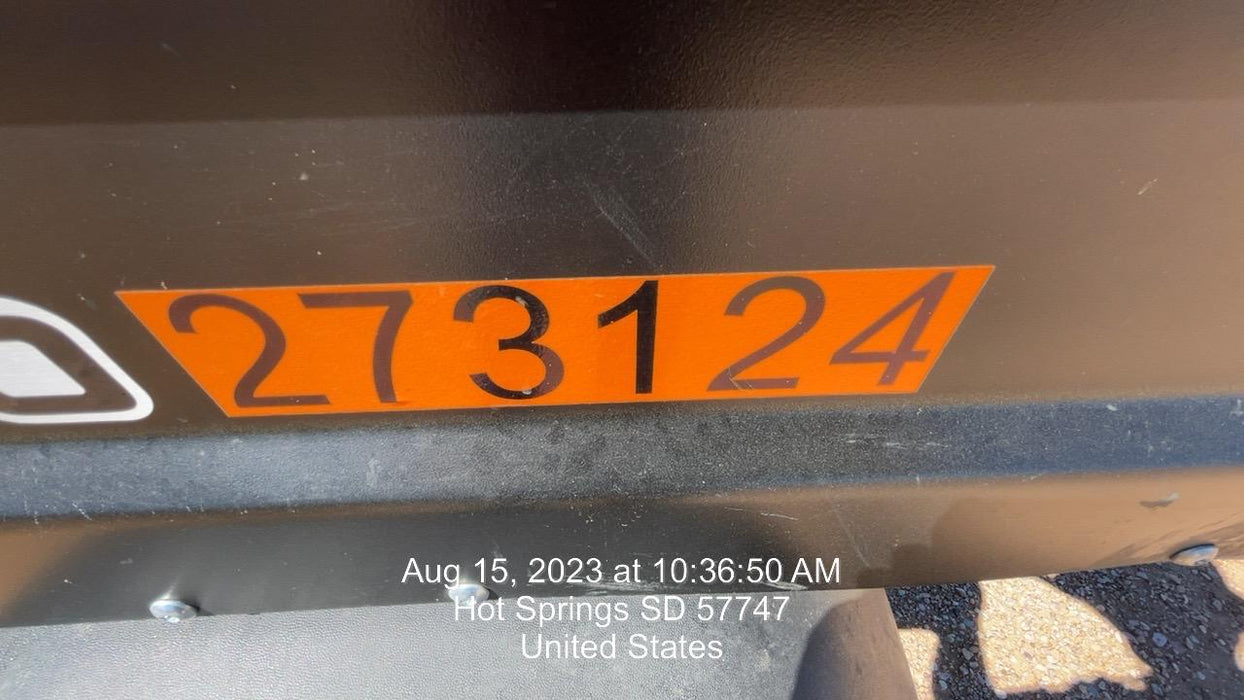 273124
Aug 15, 2023 at 10:36:50 AM
Hot Springs SD 57747
United States